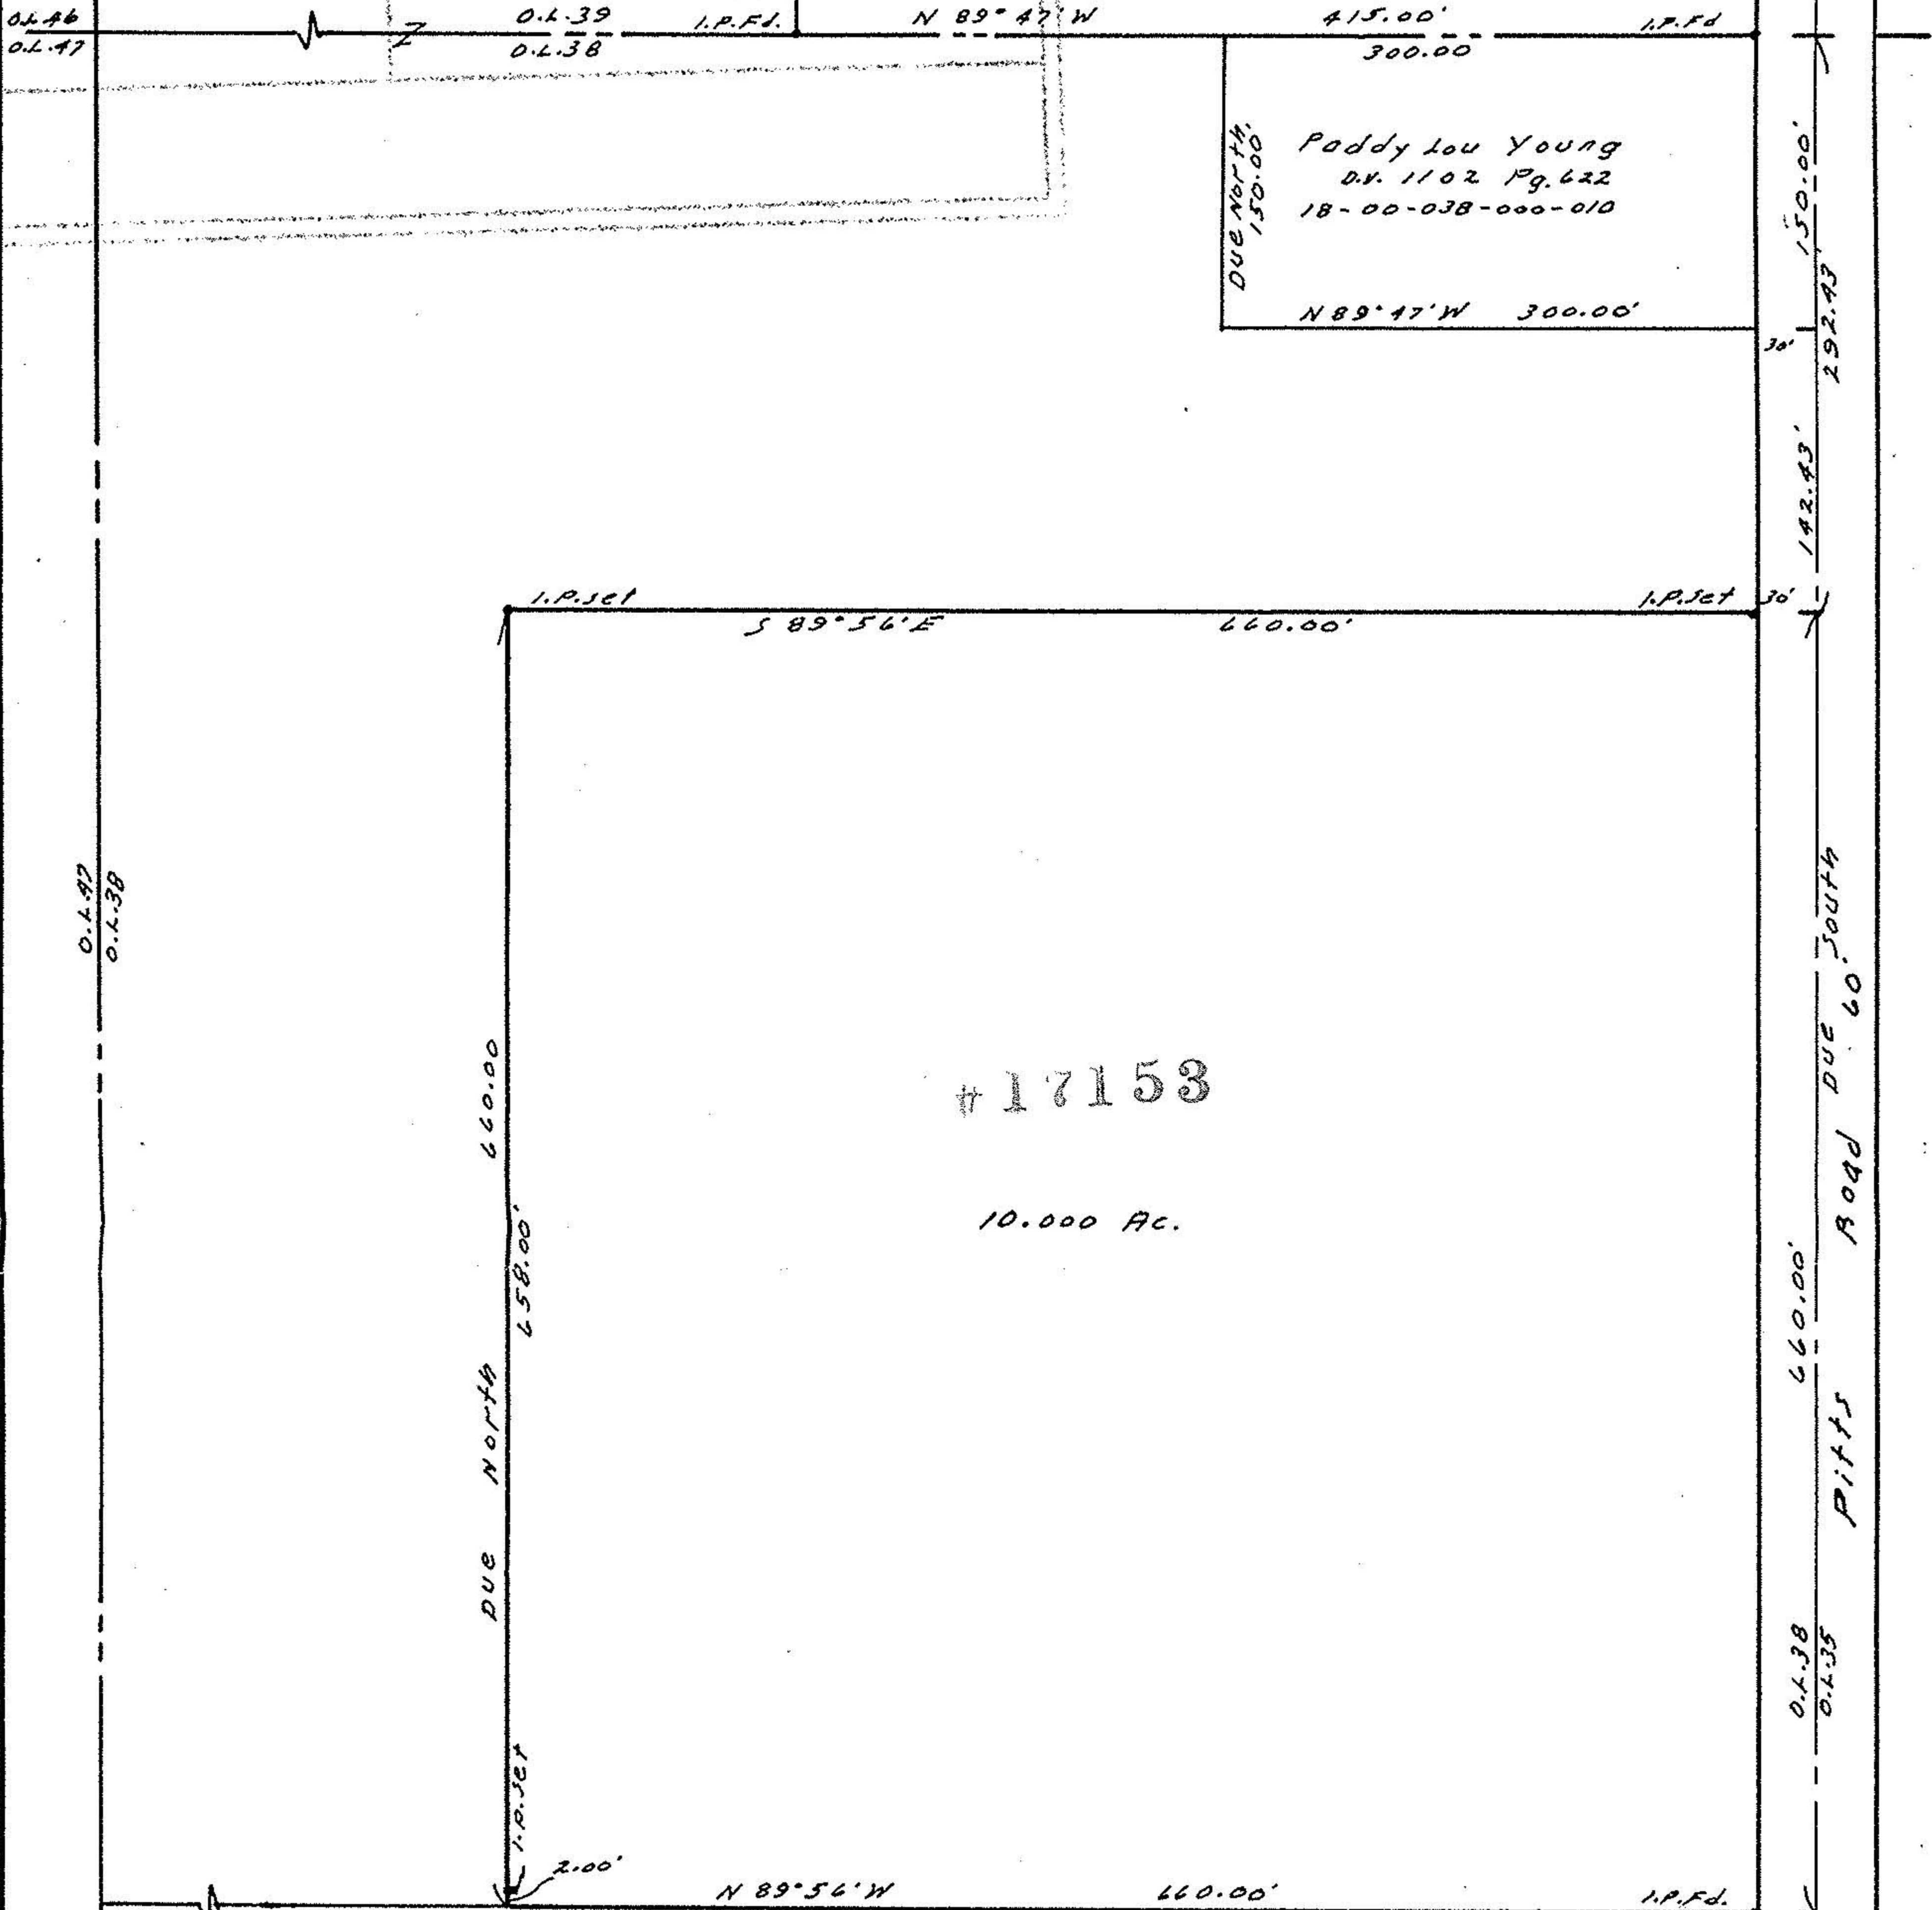 O.L.46
O.L.47
O.L.39
O.L.38
I.P.Fd.
N 89°47'W
415.00'
I.P.Fd
300.00
Due North
150.00'
Paddy Lou Young
D.V. 1102 Pg. 622
18-00-038-000-010
N 89°47'W 300.00'
150.00'
292.43'
30'
142.43'
I.P.Set
I.P.Set
30'
S 89°56'E
660.00'
O.L.47
O.L.38
Due South
#17153
10.000 Ac.
Due North 660.00
658.00'
660.00'
Pitts Road 60'
O.L.38
O.L.35
I.P.Set
2.00'
N 89°56'W
660.00'
I.P.Fd.